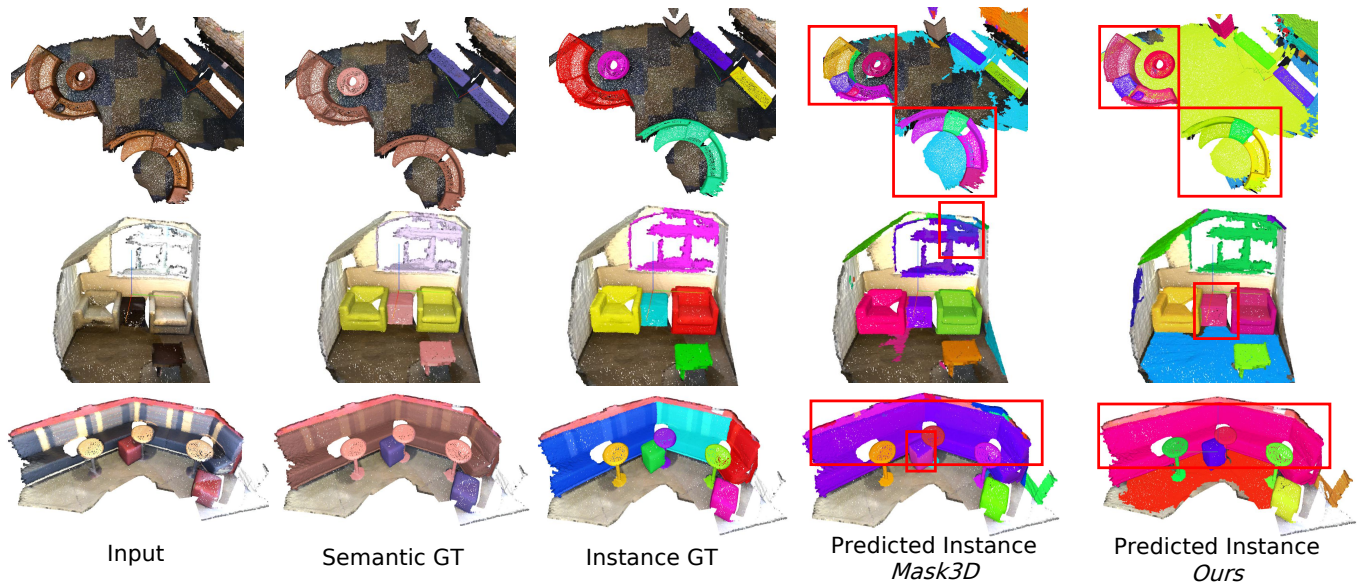 Input
Semantic GT
Instance GT
Predicted Instance
Mask3D
Predicted Instance
Ours